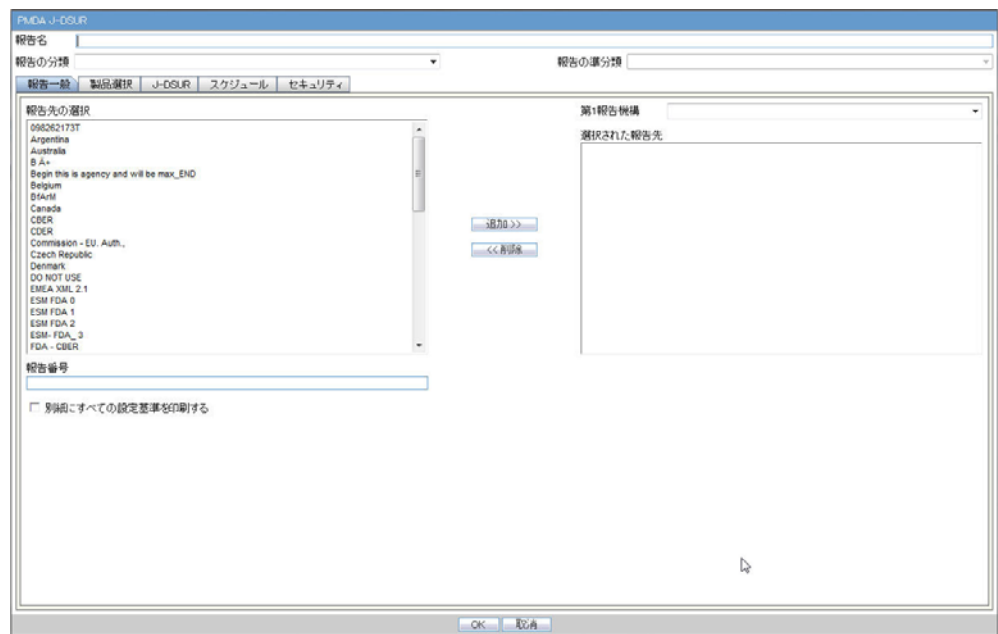 PMDA J-DSUR
報告名
報告の分類
報告の準分類
報告一般 製品選択 J-DSUR スケジュール セキュリティ
報告先の選択
第1報告機構
選択された報告先
098262173T
Argentina
Australia
B Á+
Begin this is agency and will be max_END
Belgium
BfArM
Canada
CBER
CDER
Commission - EU. Auth.,
Czech Republic
Denmark
DO NOT USE
EMEA XML 2.1
ESM FDA 0
ESM FDA 1
ESM FDA 2
ESM- FDA_ 3
FDA - CBER
追加 >>
<< 削除
報告番号
別紙にすべての設定基準を印刷する
OK 取消